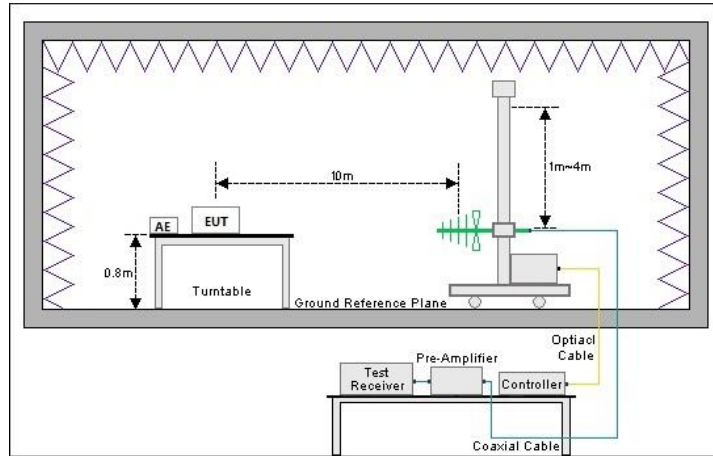 10m
1m~4m
AE
EUT
0.8m
Turntable
Ground Reference Plane
Optiacl
Cable
Pre-Amplifier
Test
Receiver
Controller
Coaxial Cable